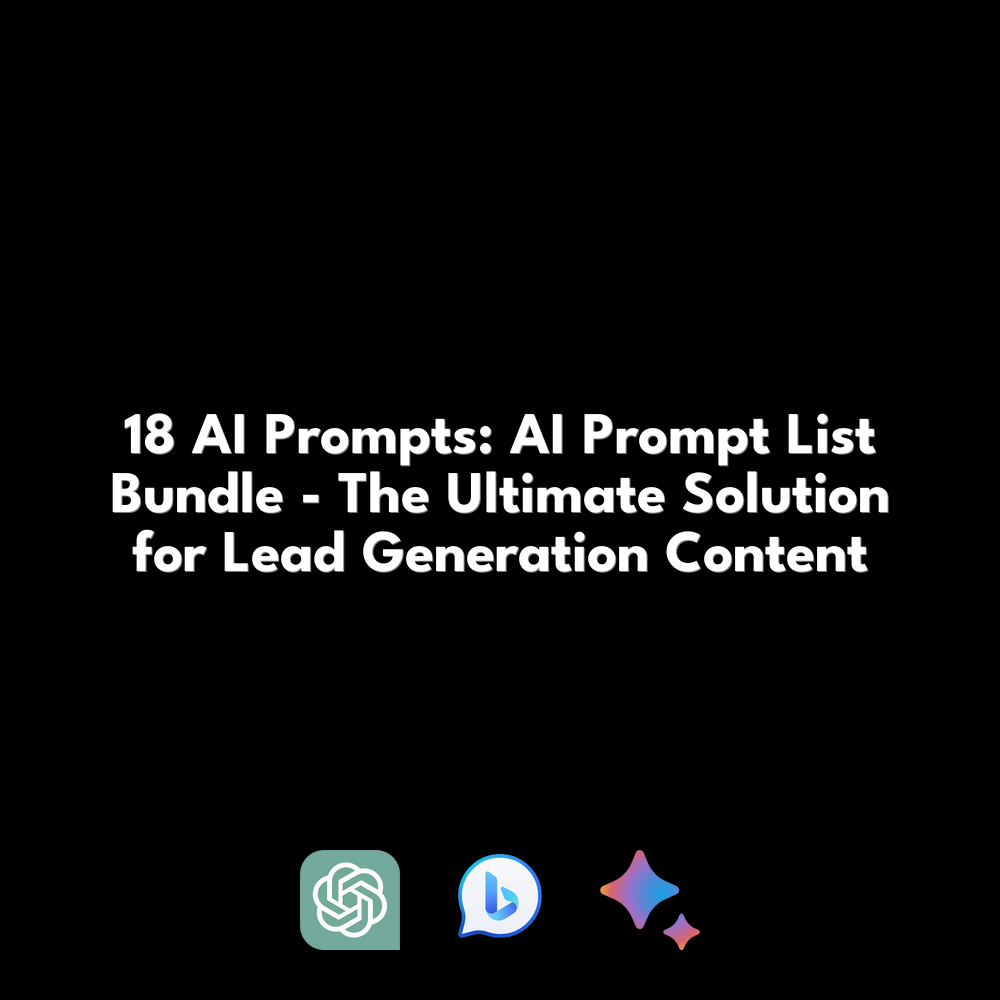 18 AI Prompts: AI Prompt List
Bundle - The Ultimate Solution
for Lead Generation Content